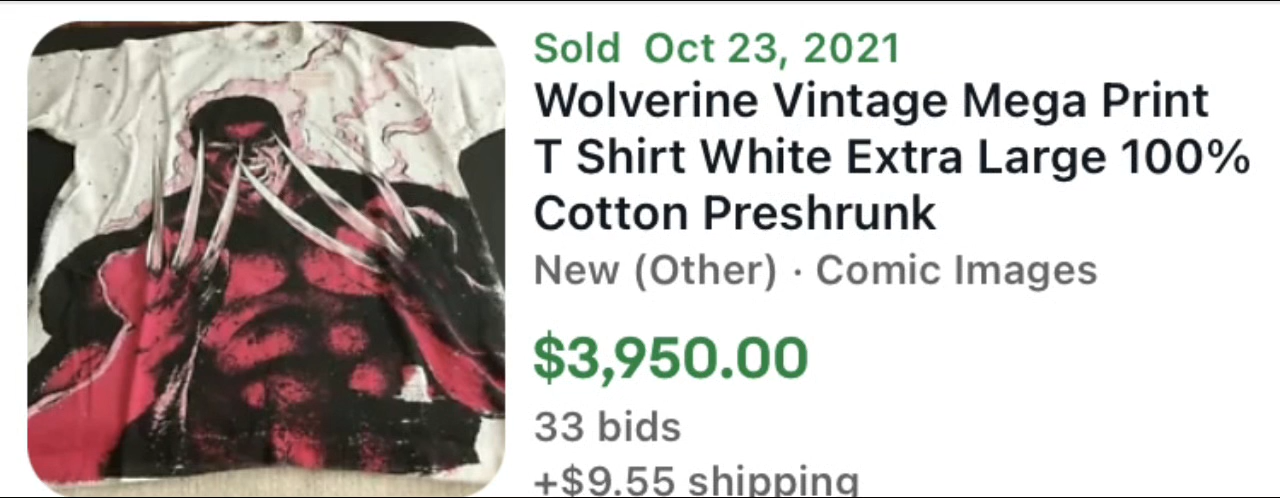 Sold Oct 23, 2021
Wolverine Vintage Mega Print
T Shirt White Extra Large 100%
Cotton Preshrunk
New (Other) · Comic Images
$3,950.00
33 bids
+$9.55 shipping